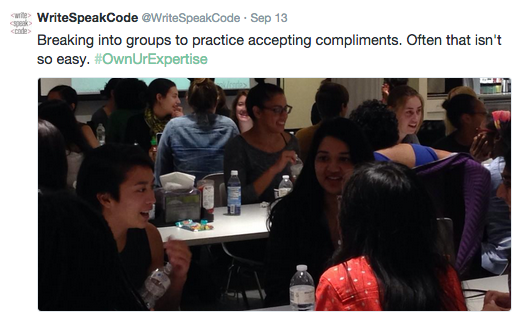 <write>
<speak>
<code>
WriteSpeakCode @WriteSpeakCode · Sep 13
Breaking into groups to practice accepting compliments. Often that isn't
so easy. #OwnUrExpertise